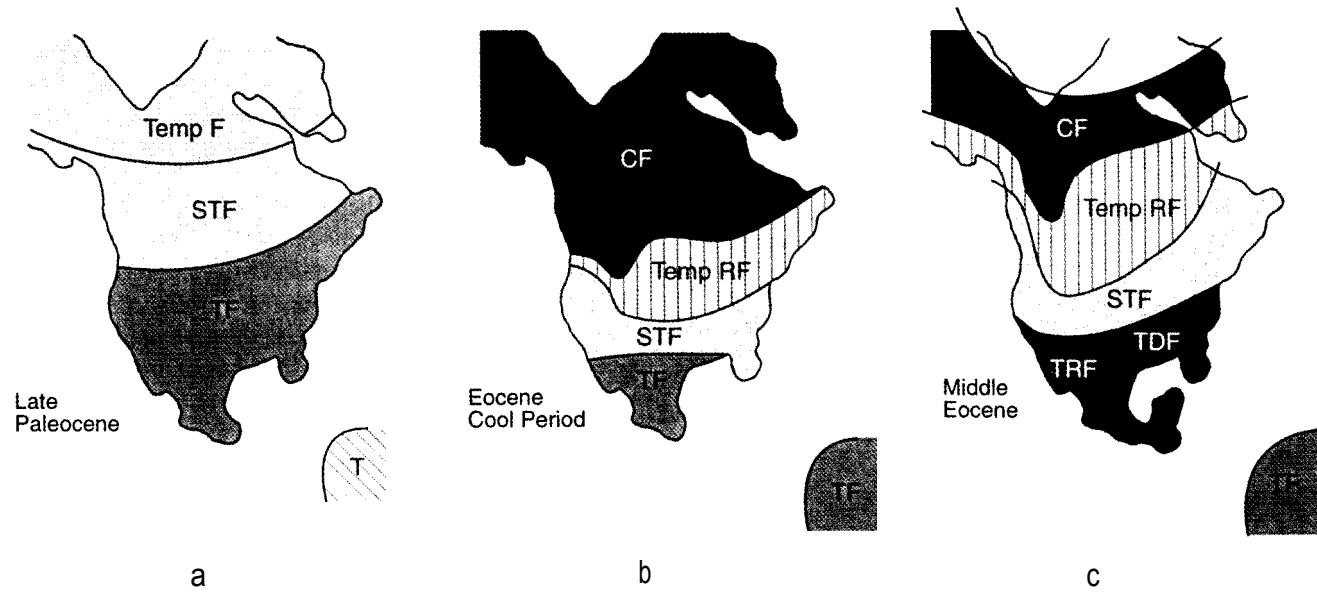 Temp F
STF
TF
Late
Paleocene
T
a
CF
Temp RF
STF
TF
Eocene
Cool Period
TF
b
CF
Temp RF
STF
TDF
TRF
Middle
Eocene
c